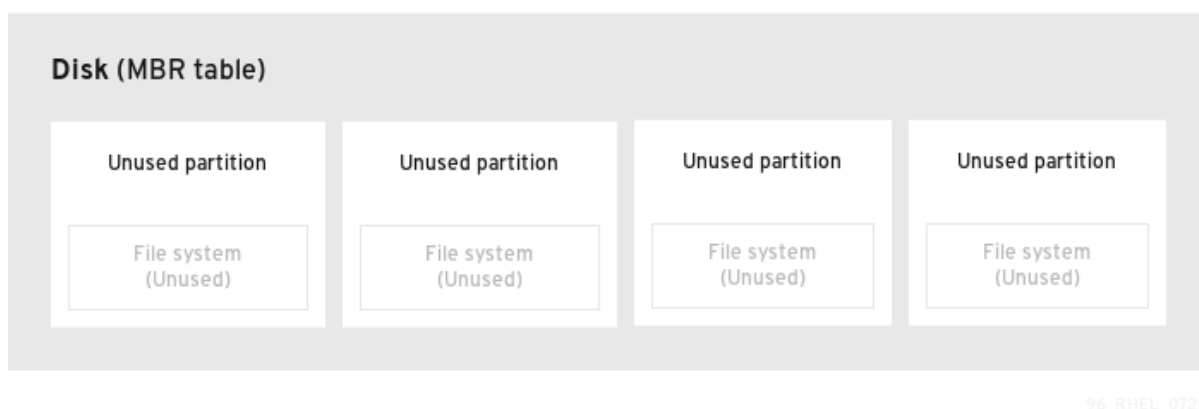 Disk (MBR table)
Unused partition
File system
(Unused)
Unused partition
File system
(Unused)
Unused partition
File system
(Unused)
Unused partition
File system
(Unused)
96_RHEL_072